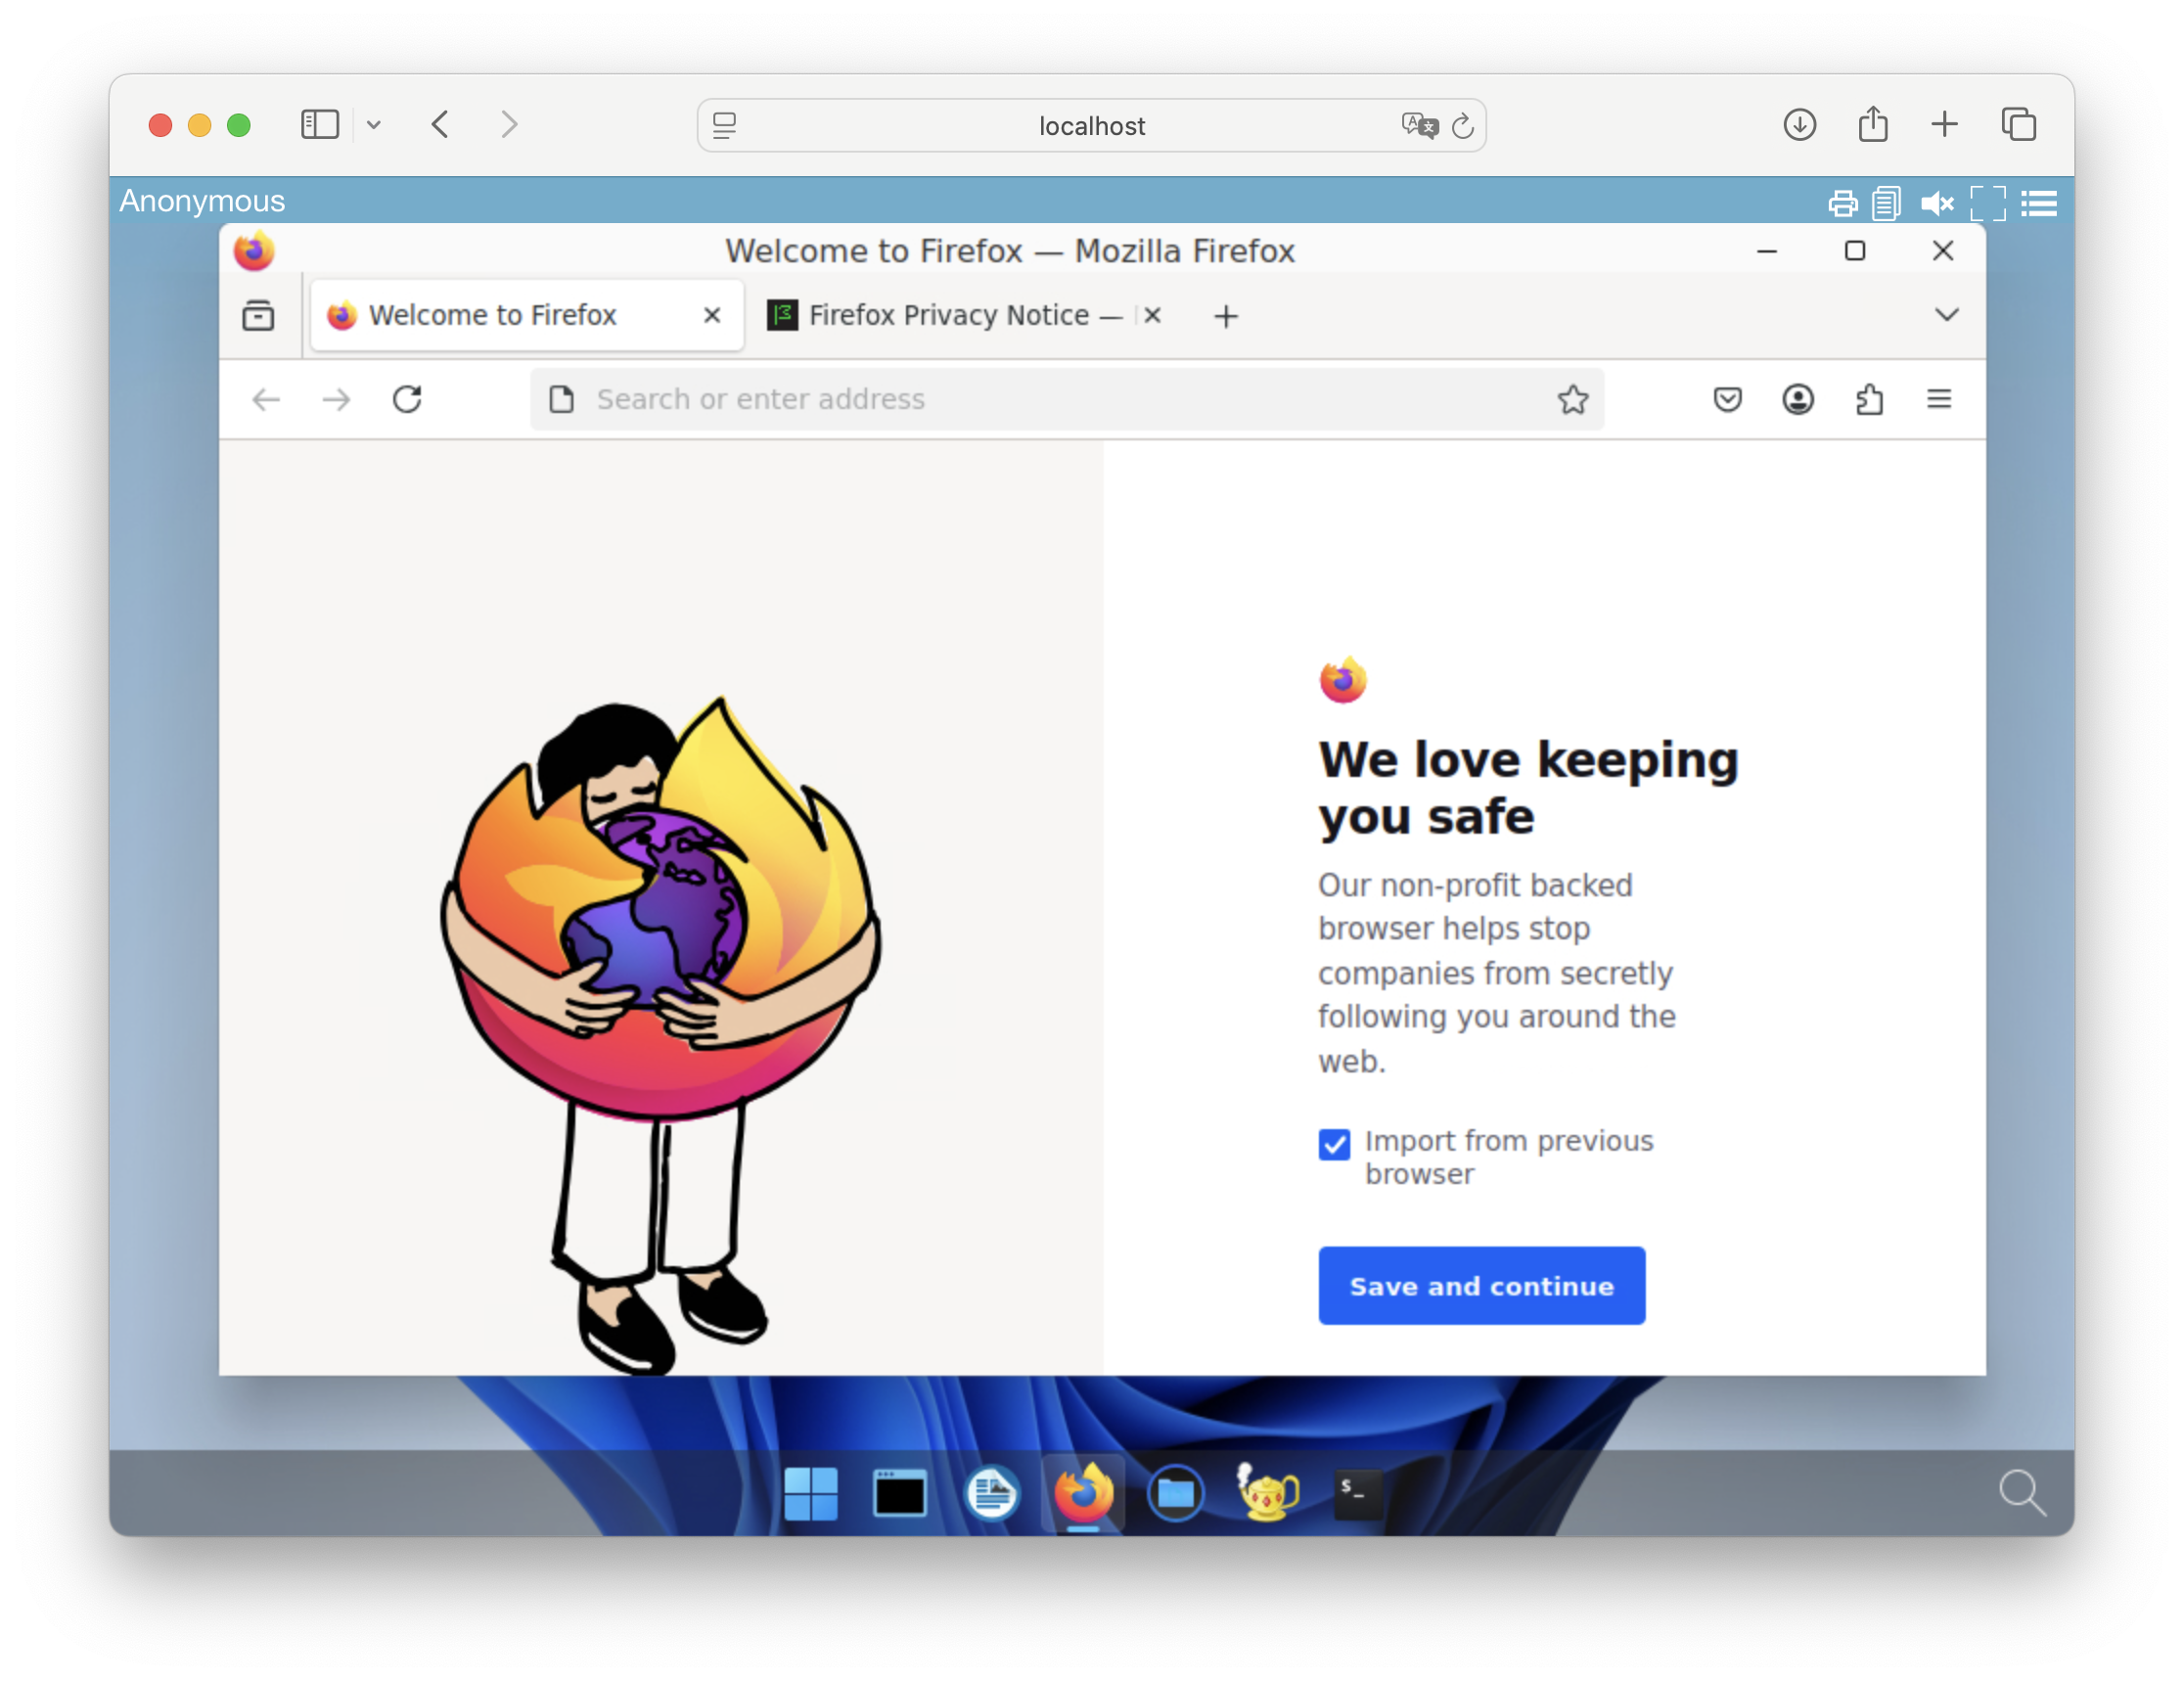 localhost
Anonymous
Welcome to Firefox — Mozilla Firefox
Welcome to Firefox
Firefox Privacy Notice —
Search or enter address
We love keeping
you safe
Our non-profit backed
browser helps stop
companies from secretly
following you around the
web.
Import from previous
browser
Save and continue
$_